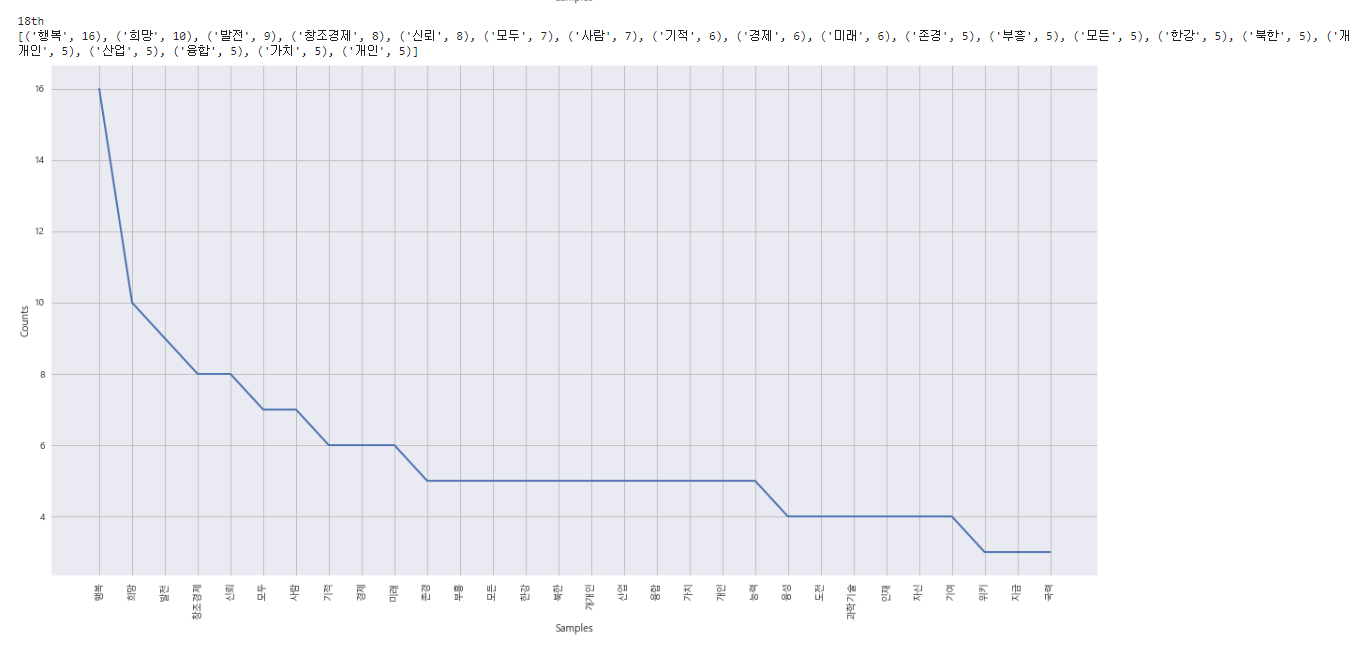 Samples
18th
[('행복', 16), ('희망', 10), ('발전', 9), ('창조경제', 8), ('신뢰', 8), ('모두', 7), ('사람', 7), ('기적', 6), ('경제', 6), ('미래', 6), ('존경', 5), ('부흥', 5), ('모든', 5), ('한강', 5), ('북한', 5), ('개
개인', 5), ('산업', 5), ('융합', 5), ('가치', 5), ('개인', 5)]
16
14
12
10
8
6
4
Counts
행복
희망
발전
창조경제
신뢰
모두
사람
기적
경제
미래
존경
부흥
모든
한강
북한
개개인
산업
융합
가치
개인
능력
융성
도전
과학기술
인재
자신
기여
위키
지금
국력
Samples